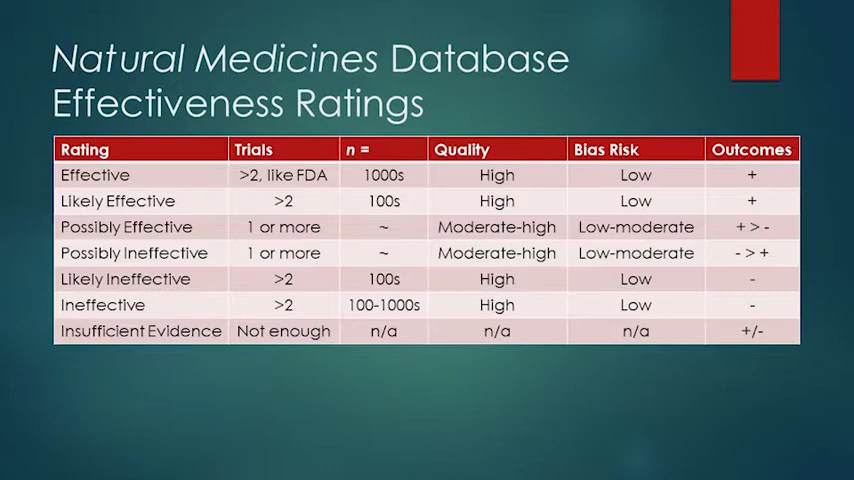 Natural Medicines Database
Effectiveness Ratings
Rating Trials n = Quality Bias Risk Outcomes
Effective >2, like FDA 1000s High Low +
Likely Effective >2 100s High Low +
Possibly Effective 1 or more ~ Moderate-high Low-moderate + > -
Possibly Ineffective 1 or more ~ Moderate-high Low-moderate - > +
Likely Ineffective >2 100s High Low -
Ineffective >2 100-1000s High Low -
Insufficient Evidence Not enough n/a n/a n/a +/-